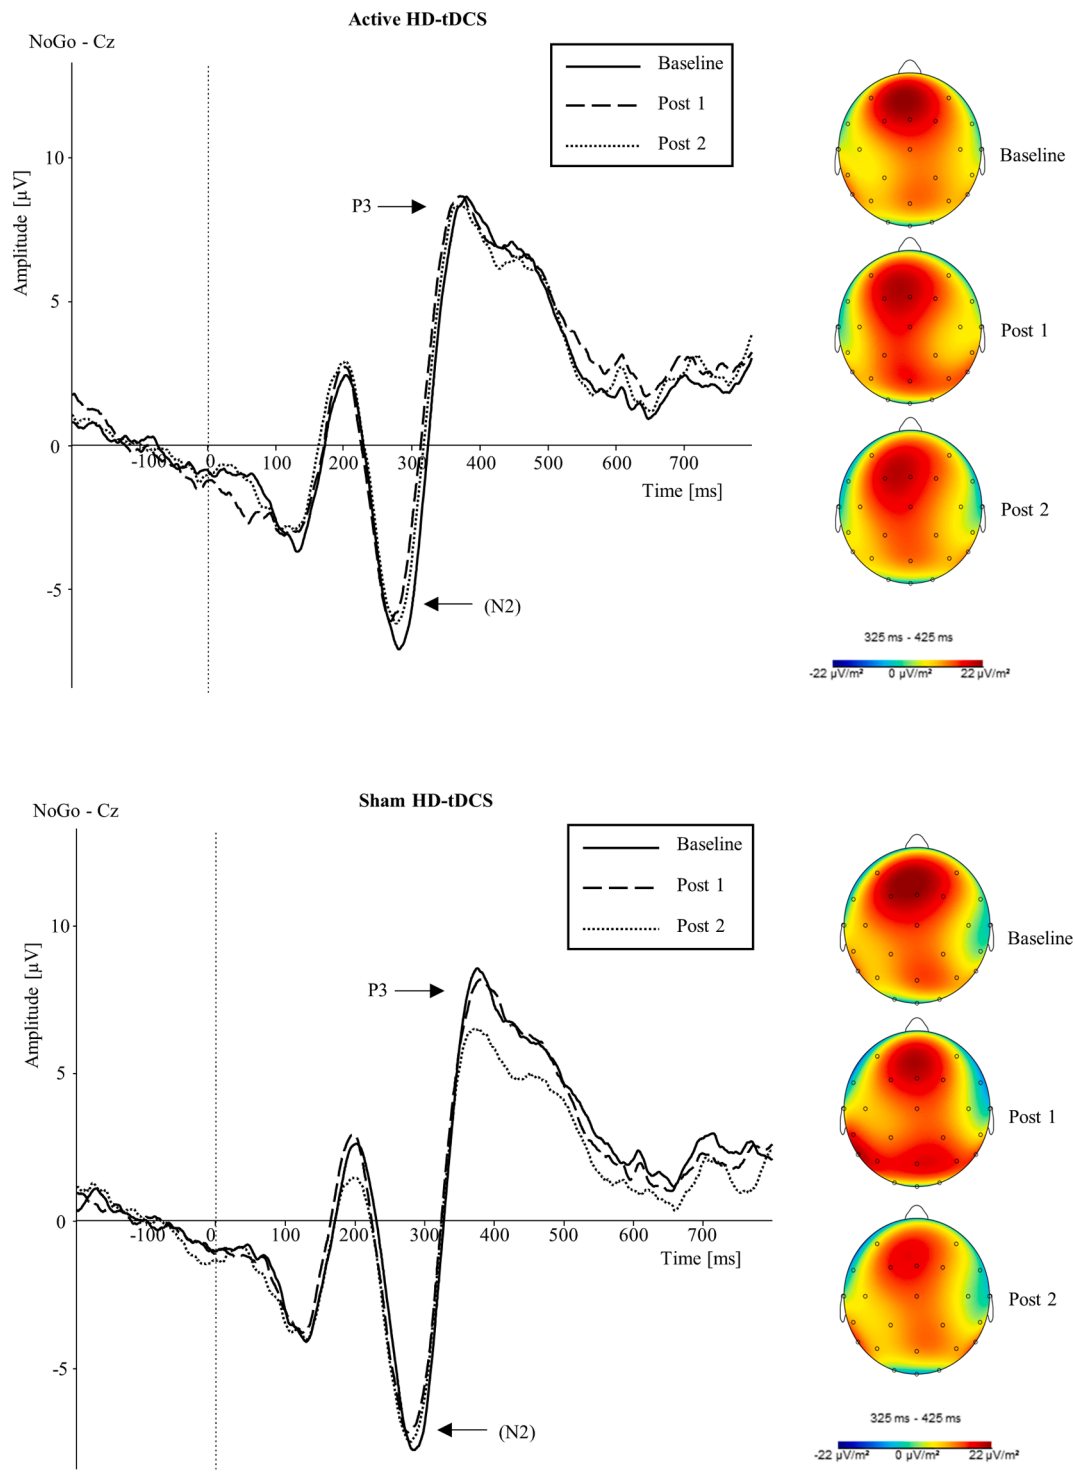 Active HD-tDCS
NoGo - Cz
Baseline
Post 1
Post 2
10
5
0
-5
Amplitude [µV]
P3
(N2)
-100
0
100
200
300
400
500
600
700
Time [ms]
Baseline
Post 1
Post 2
325 ms - 425 ms
-22 µV/m² 0 µV/m² 22 µV/m²
Sham HD-tDCS
NoGo - Cz
Baseline
Post 1
Post 2
10
5
0
-5
Amplitude [µV]
P3
(N2)
-100
0
100
200
300
400
500
600
700
Time [ms]
Baseline
Post 1
Post 2
325 ms - 425 ms
-22 µV/m² 0 µV/m² 22 µV/m²